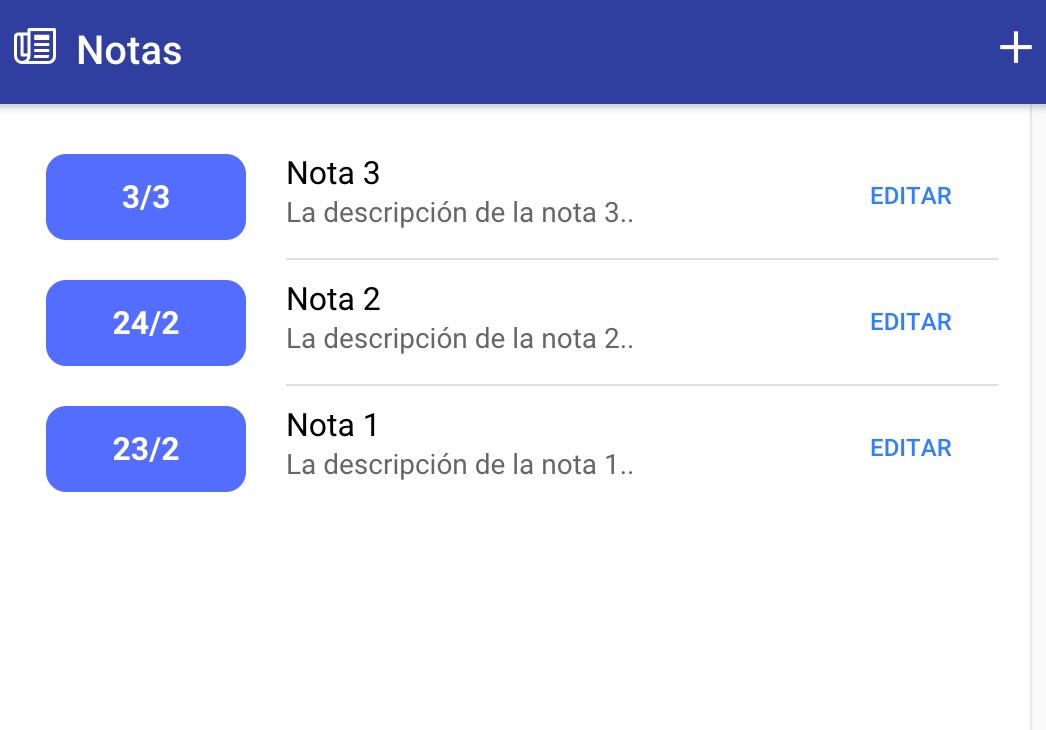 Notas
3/3
Nota 3
La descripción de la nota 3..
EDITAR
24/2
Nota 2
La descripción de la nota 2..
EDITAR
23/2
Nota 1
La descripción de la nota 1..
EDITAR